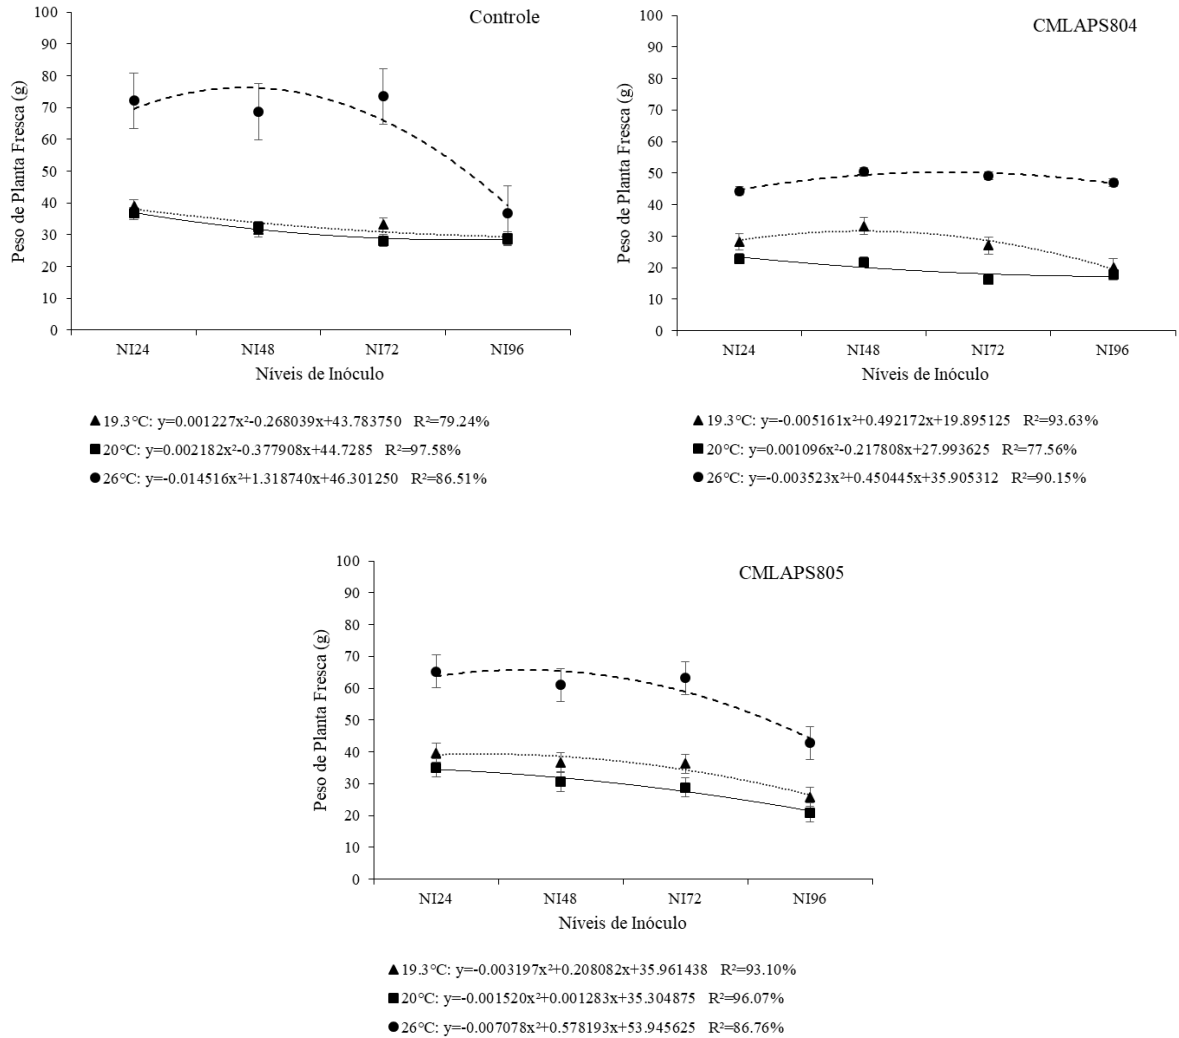 Controle
Peso de Planta Fresca (g)
100
90
80
70
60
50
40
30
20
10
0
NI24 NI48 NI72 NI96
Níveis de Inóculo
19.3°C: y=0.001227x²-0.268039x+43.783750 R²=79.24%
20°C: y=0.002182x²-0.377908x+44.7285 R²=97.58%
26°C: y=-0.014516x²+1.318740x+46.301250 R²=86.51%
CMLAPS804
Peso de Planta Fresca (g)
100
90
80
70
60
50
40
30
20
10
0
NI24 NI48 NI72 NI96
Níveis de Inóculo
19.3°C: y=-0.005161x²+0.492172x+19.895125 R²=93.63%
20°C: y=0.001096x²-0.217808x+27.993625 R²=77.56%
26°C: y=-0.003523x²+0.450445x+35.905312 R²=90.15%
CMLAPS805
Peso de Planta Fresca (g)
100
90
80
70
60
50
40
30
20
10
0
NI24 NI48 NI72 NI96
Níveis de Inóculo
19.3°C: y=-0.003197x²+0.208082x+35.961438 R²=93.10%
20°C: y=-0.001520x²+0.001283x+35.304875 R²=96.07%
26°C: y=-0.007078x²+0.578193x+53.945625 R²=86.76%